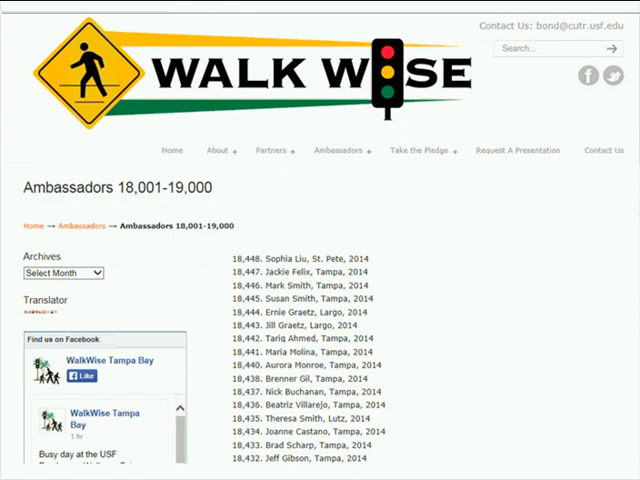 Contact Us: bond@cutr.usf.edu
WALK WISE
Search...
Home About + Partners + Ambassadors + Take the Pledge + Request A Presentation Contact Us
Ambassadors 18,001-19,000
Home → Ambassadors → Ambassadors 18,001-19,000
Archives
Select Month
Translator
Find us on Facebook
WalkWise Tampa Bay
Like
WalkWise Tampa
Bay
1 hr
Busy day at the USF
18,448. Sophia Liu, St. Pete, 2014
18,447. Jackie Felix, Tampa, 2014
18,446. Mark Smith, Tampa, 2014
18,445. Susan Smith, Tampa, 2014
18,444. Ernie Graetz, Largo, 2014
18,443. Jill Graetz, Largo, 2014
18,442. Tariq Ahmed, Tampa, 2014
18,441. Maria Molina, Tampa, 2014
18,440. Aurora Monroe, Tampa, 2014
18,438. Brenner Gil, Tampa, 2014
18,437. Nick Buchanan, Tampa, 2014
18,436. Beatriz Villarejo, Tampa, 2014
18,435. Theresa Smith, Lutz, 2014
18,434. Joanne Castano, Tampa, 2014
18,433. Brad Scharp, Tampa, 2014
18,432. Jeff Gibson, Tampa, 2014